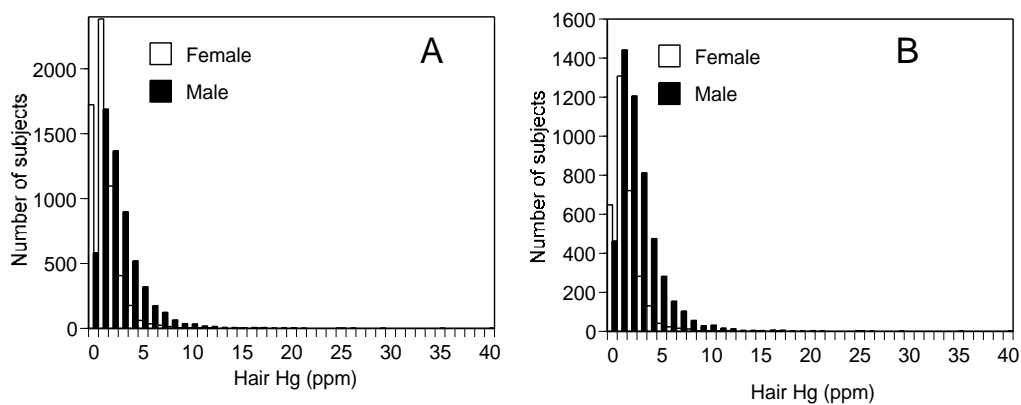 A
Female
Male
Number of subjects
2000
1500
1000
500
0
0 5 10 15 20 25 30 35 40
Hair Hg (ppm)
B
Female
Male
Number of subjects
1600
1400
1200
1000
800
600
400
200
0
0 5 10 15 20 25 30 35 40
Hair Hg (ppm)